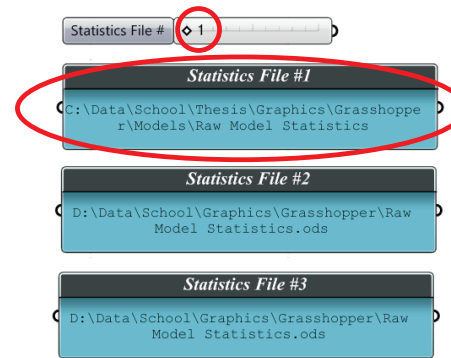 Statistics File # 1
Statistics File #1
C:\Data\School\Thesis\Graphics\Grasshoppe
r\Models\Raw Model Statistics
Statistics File #2
D:\Data\School\Graphics\Grasshopper\Raw
Model Statistics.ods
Statistics File #3
D:\Data\School\Graphics\Grasshopper\Raw
Model Statistics.ods